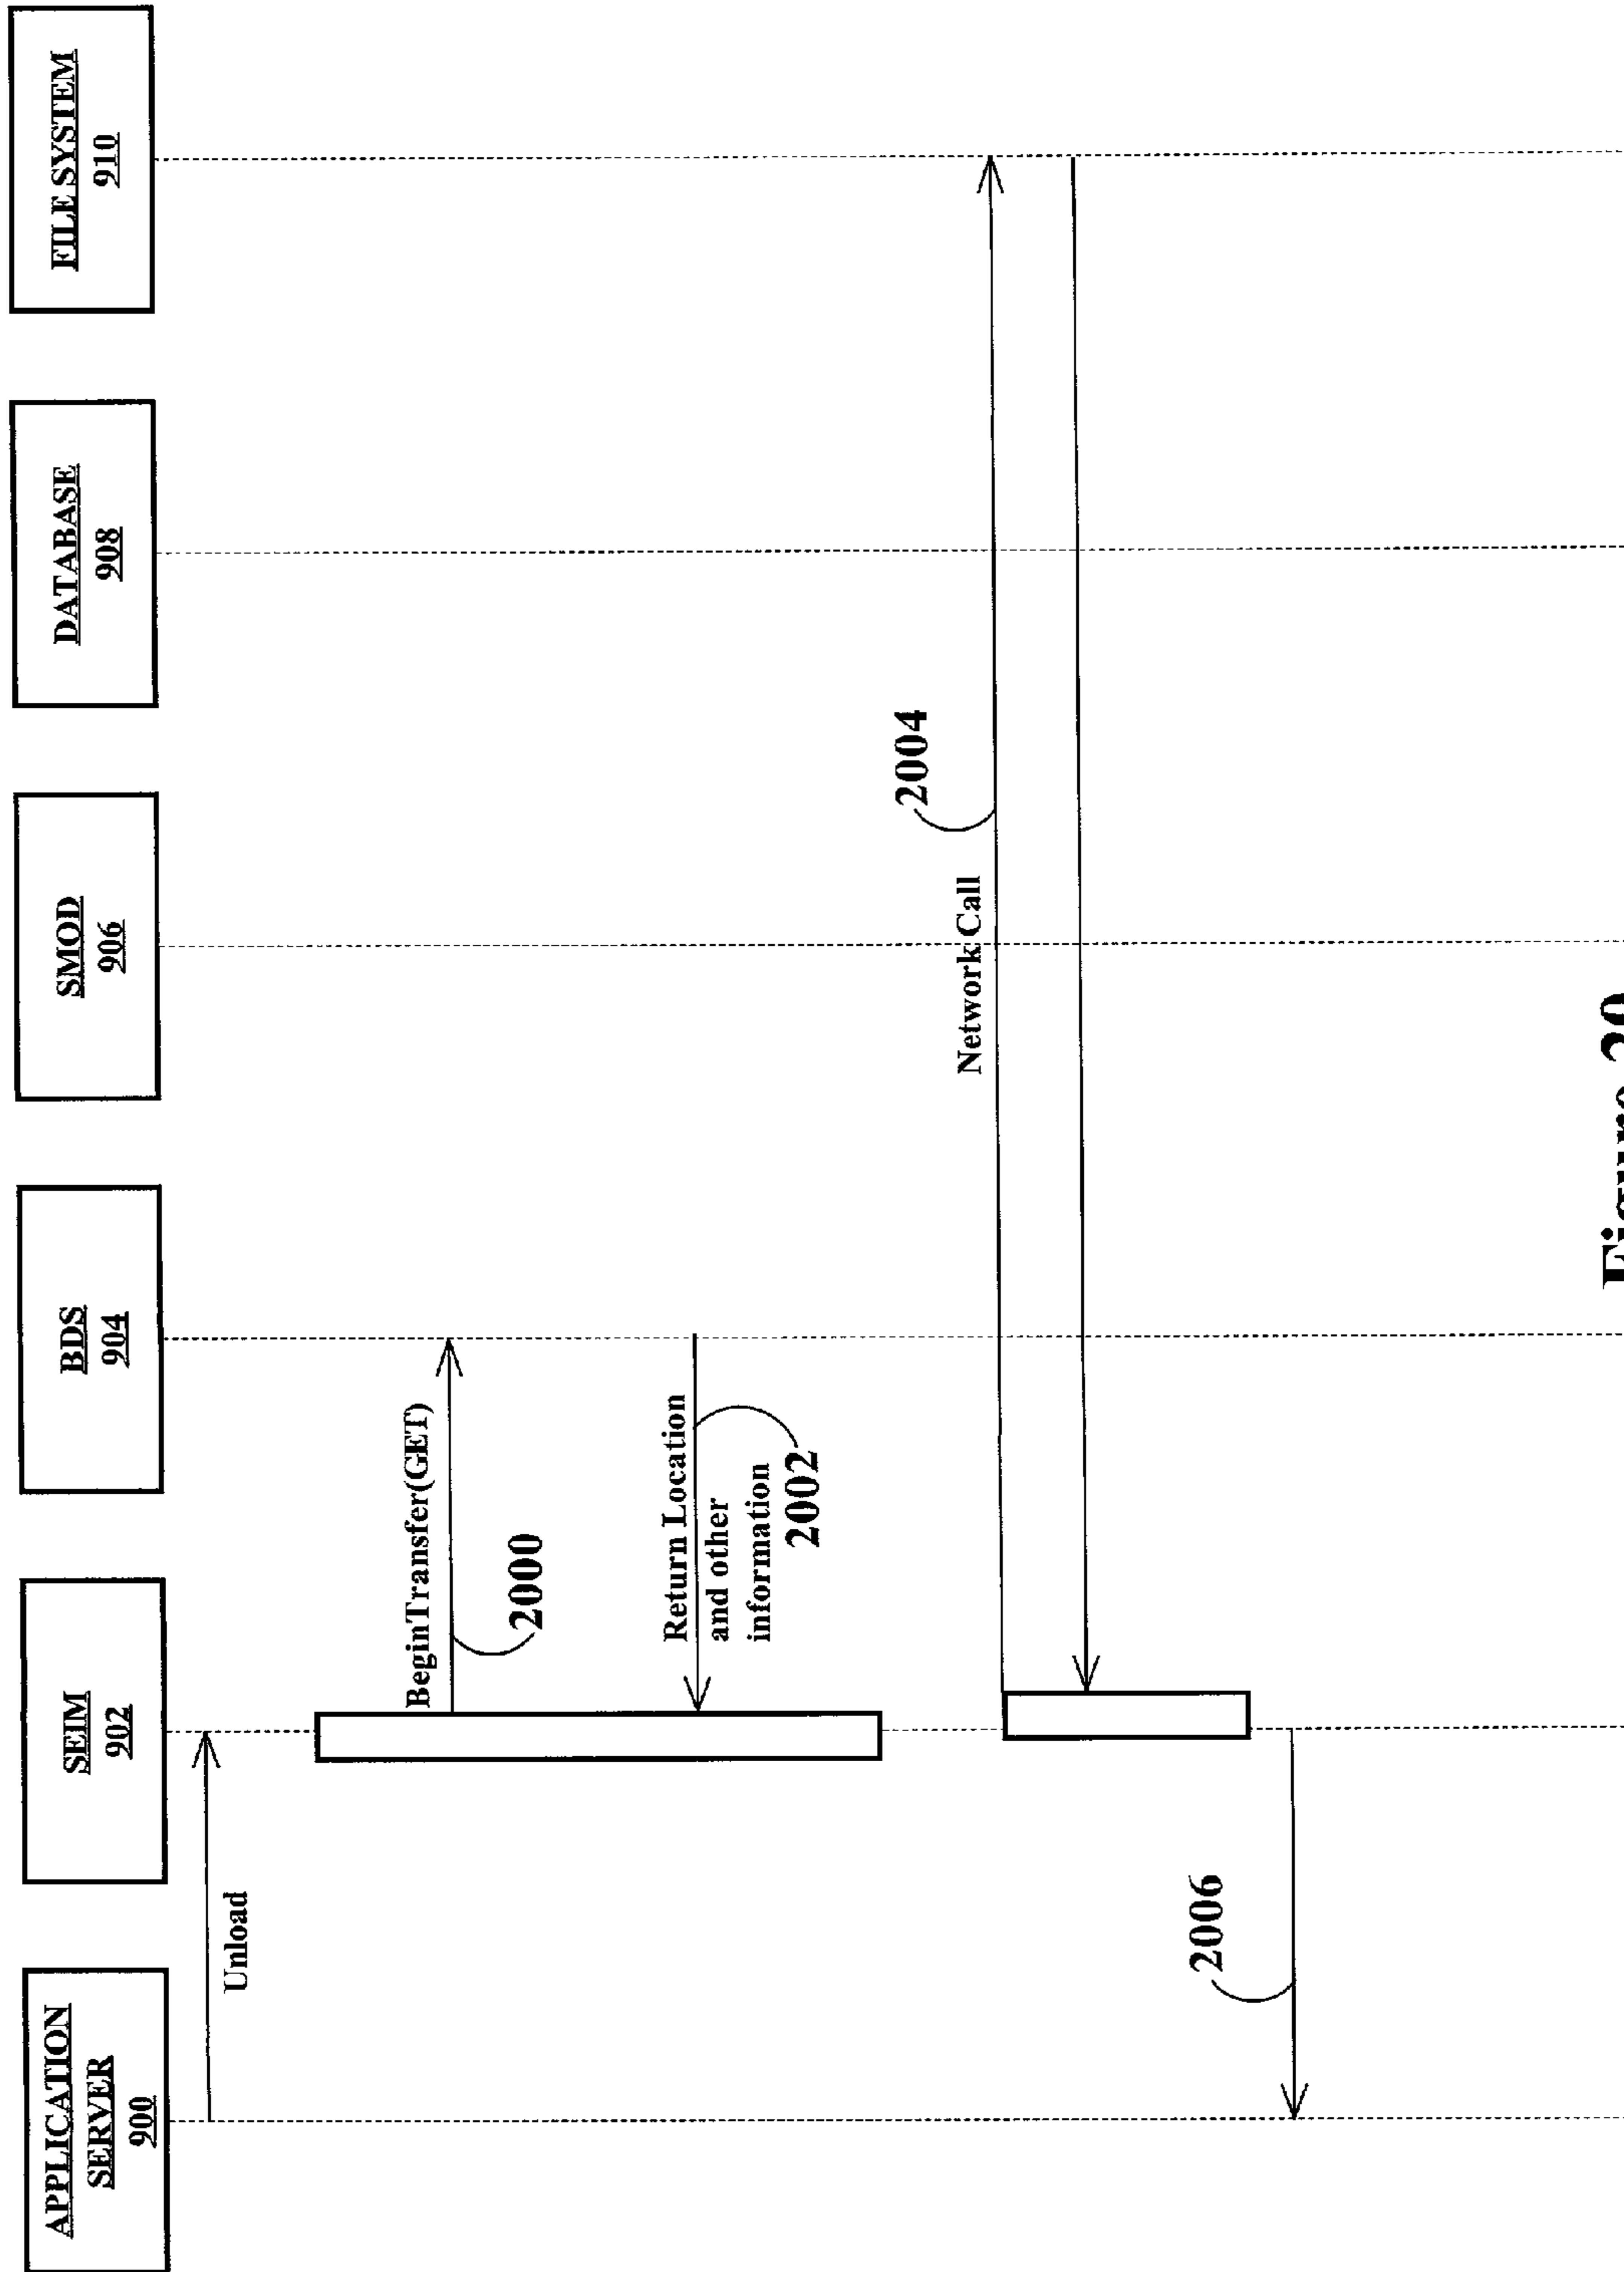 APPLICATION
SERVER
900
SEIM
902
BDS
904
SMOD
906
DATABASE
908
FILE SYSTEM
910
Unload
BeginTransfer(GET)
2000
Return Location
and other
information
2002
Network Call
2004
2006
Figure 20